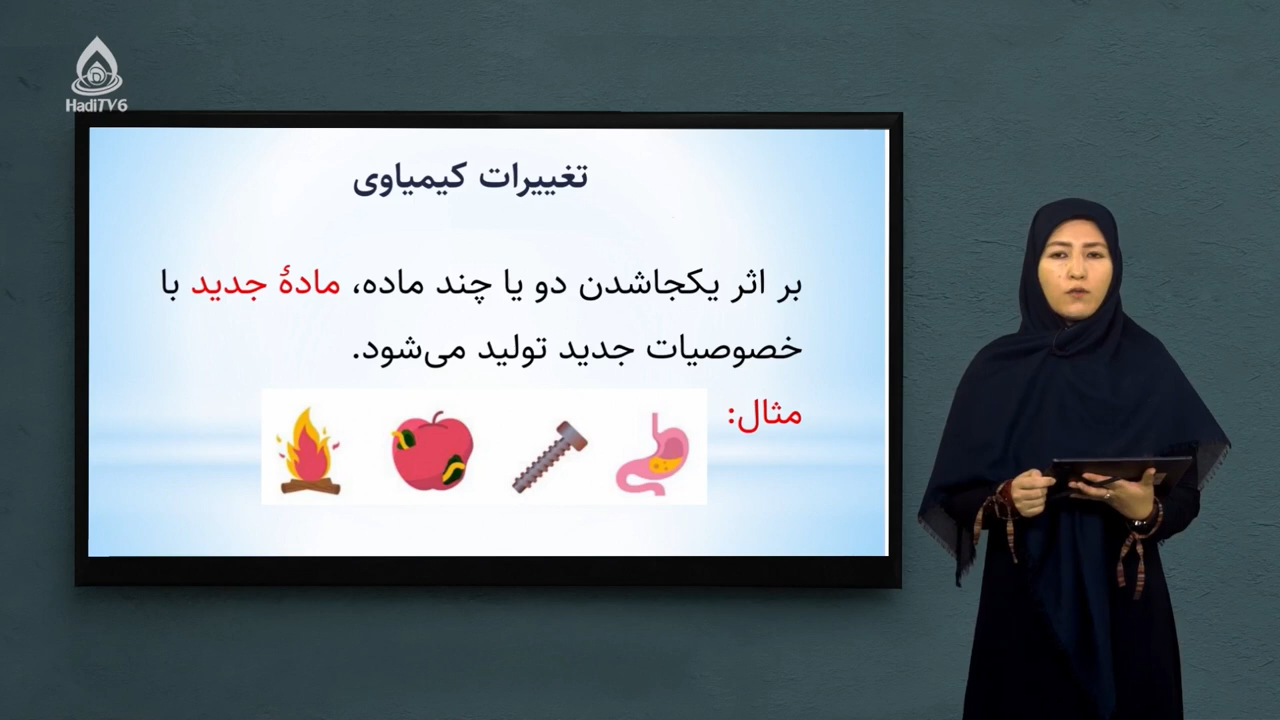 HadiTV6
تغییرات کیمیاوی
بر اثر یکجاشدن دو یا چند ماده، مادهٔ جدید با
خصوصیات جدید تولید می‌شود.
مثال: